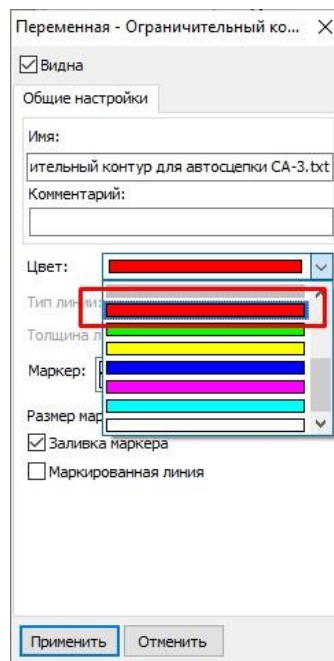 Переменная - Ограничительный ко...
Видна
Общие настройки
Имя:
ительный контур для автосцепки СА-3.txt
Комментарий:
Цвет:
Тип линии:
Толщина л
Маркер:
Размер мар
Заливка маркера
Маркированная линия
Применить
Отменить